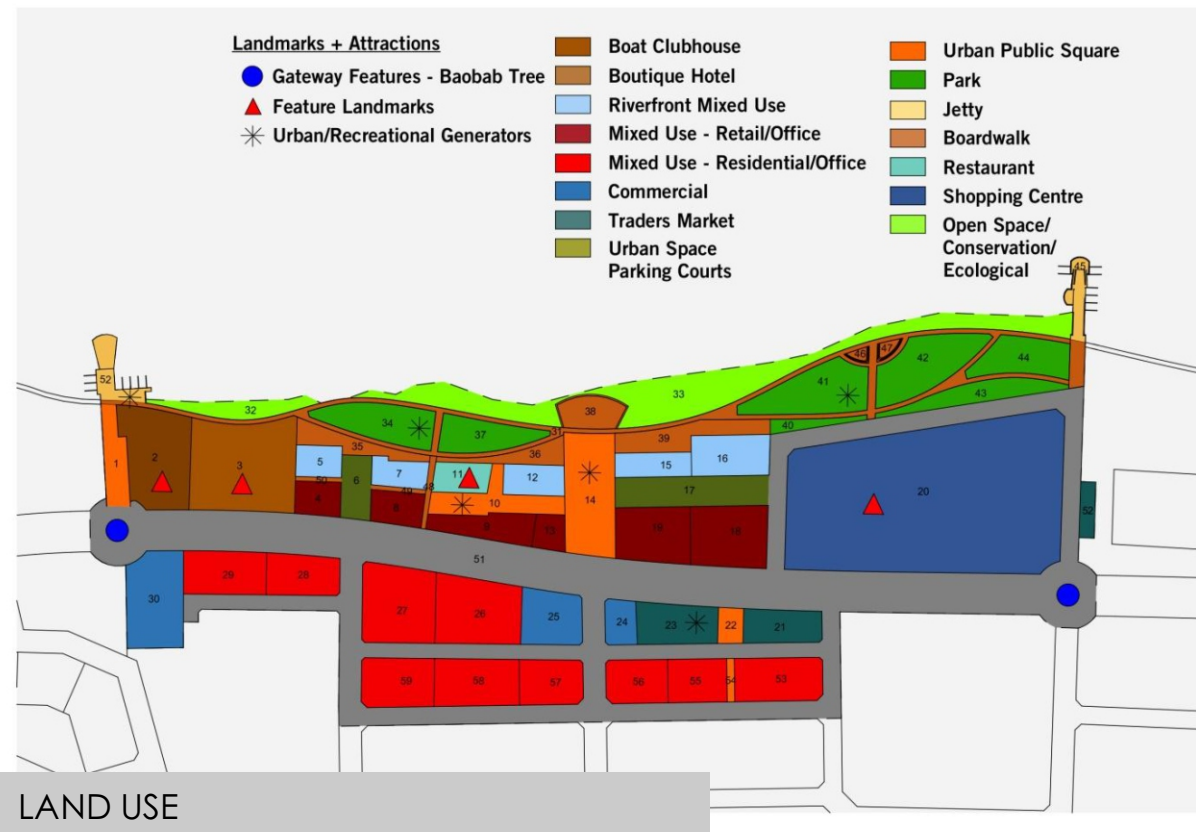 Landmarks + Attractions
Gateway Features - Baobab Tree
Feature Landmarks
Urban/Recreational Generators
Boat Clubhouse
Boutique Hotel
Riverfront Mixed Use
Mixed Use - Retail/Office
Mixed Use - Residential/Office
Commercial
Traders Market
Urban Space
Parking Courts
Urban Public Square
Park
Jetty
Boardwalk
Restaurant
Shopping Centre
Open Space/
Conservation/
Ecological
45
46
47
42
44
41
43
40
52
32
33
34
37
31
38
35
36
39
1
2
3
5
6
7
11
12
14
15
16
17
20
52
50
49
48
4
8
10
9
13
19
18
51
30
29
28
27
26
25
24
23
22
21
59
58
57
56
55
54
53
LAND USE